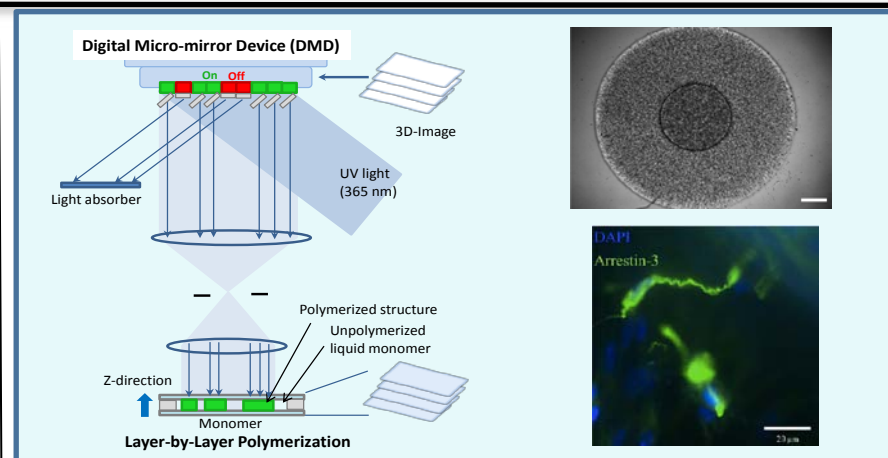 Digital Micro-mirror Device (DMD)
On Off
3D-Image
UV light
(365 nm)
Light absorber
Polymerized structure
Unpolymerized
liquid monomer
Z-direction
Monomer
Layer-by-Layer Polymerization
DAPI
Arrestin-3
20 µm